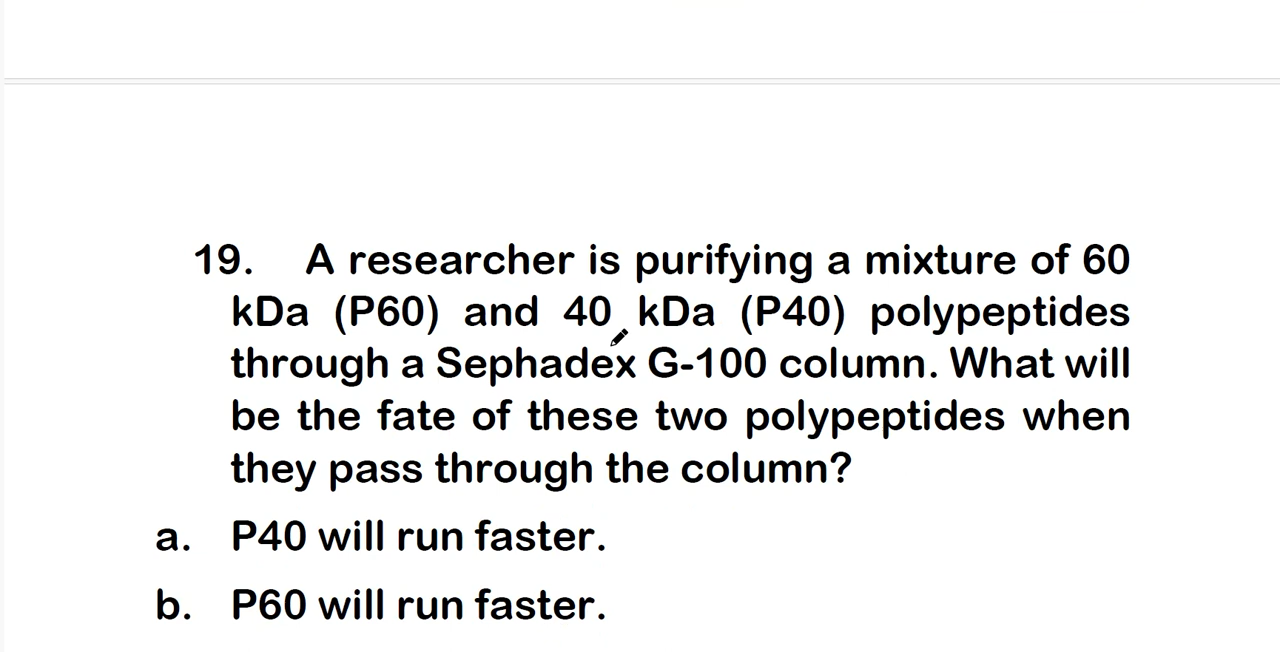 19. A researcher is purifying a mixture of 60
kDa (P60) and 40 kDa (P40) polypeptides
through a Sephadex G-100 column. What will
be the fate of these two polypeptides when
they pass through the column?
a. P40 will run faster.
b. P60 will run faster.